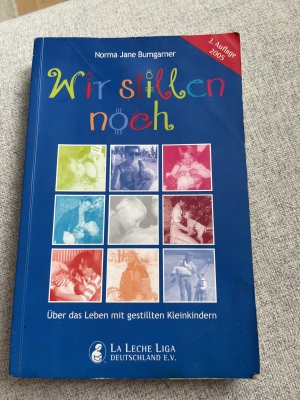 Norma Jane Bumgarner
3. Auflage
2005
Wir stillen
noch
Über das Leben mit gestillten Kleinkindern
LA LECHE LIGA
DEUTSCHLAND E.V.